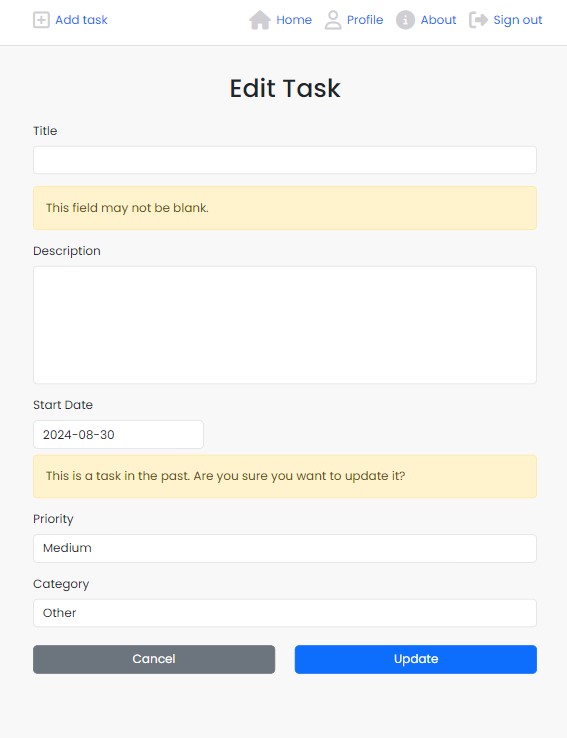 Add task Home Profile About Sign out
Edit Task
Title
This field may not be blank.
Description
Start Date
2024-08-30
This is a task in the past. Are you sure you want to update it?
Priority
Medium
Category
Other
Cancel Update